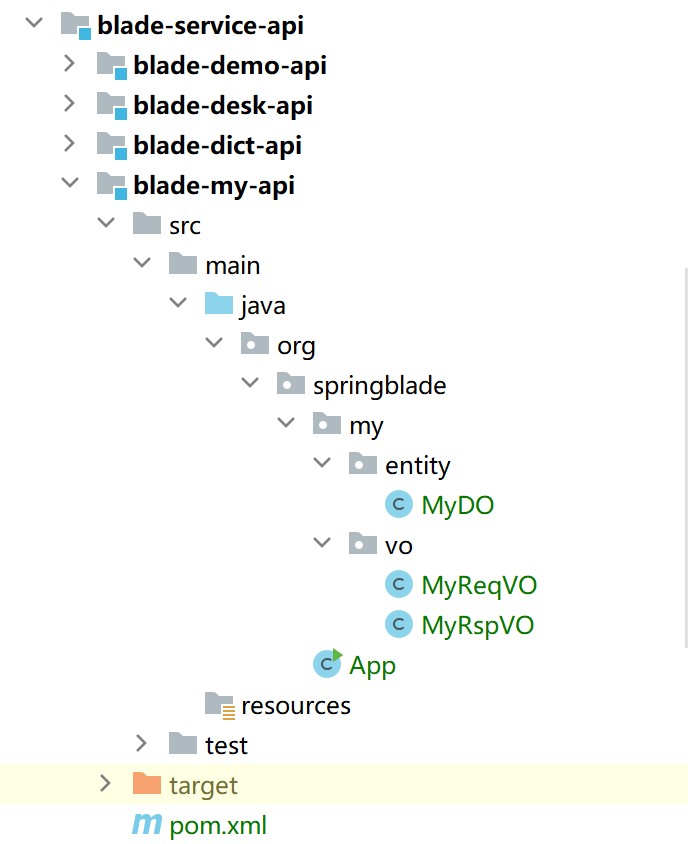 blade-service-api
blade-demo-api
blade-desk-api
blade-dict-api
blade-my-api
src
main
java
org
springblade
my
entity
C MyDO
vo
C MyReqVO
C MyRspVO
C App
resources
test
target
m pom.xml